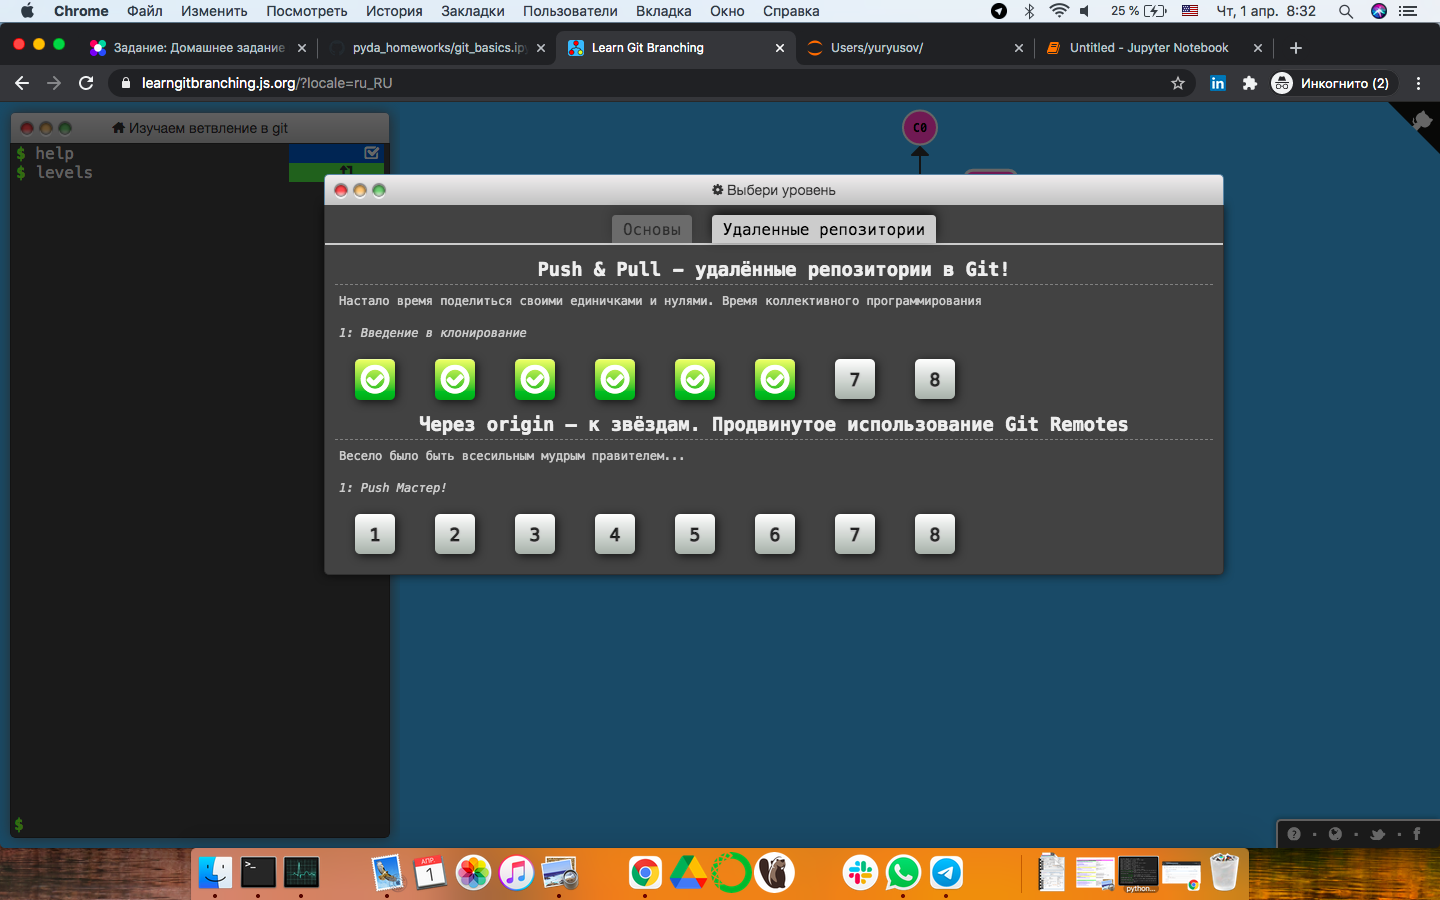 Chrome Файл Изменить Посмотреть История Закладки Пользователи Вкладка Окно Справка 25 % Чт, 1 апр. 8:32
Задание: Домашнее задание pyda_homeworks/git_basics.ipy Learn Git Branching Users/yuryusov/ Untitled - Jupyter Notebook
learngitbranching.js.org/?locale=ru_RU Инкогнито (2)
Изучаем ветвление в git
C0
$ help
$ levels
Выбери уровень
Основы Удаленные репозитории
Push & Pull — удалённые репозитории в Git!
Настало время поделиться своими единичками и нулями. Время коллективного программирования
1: Введение в клонирование
7 8
Через origin – к звёздам. Продвинутое использование Git Remotes
Весело было быть всесильным мудрым правителем...
1: Push Мастер!
1 2 3 4 5 6 7 8
$
АПР.
1
python...